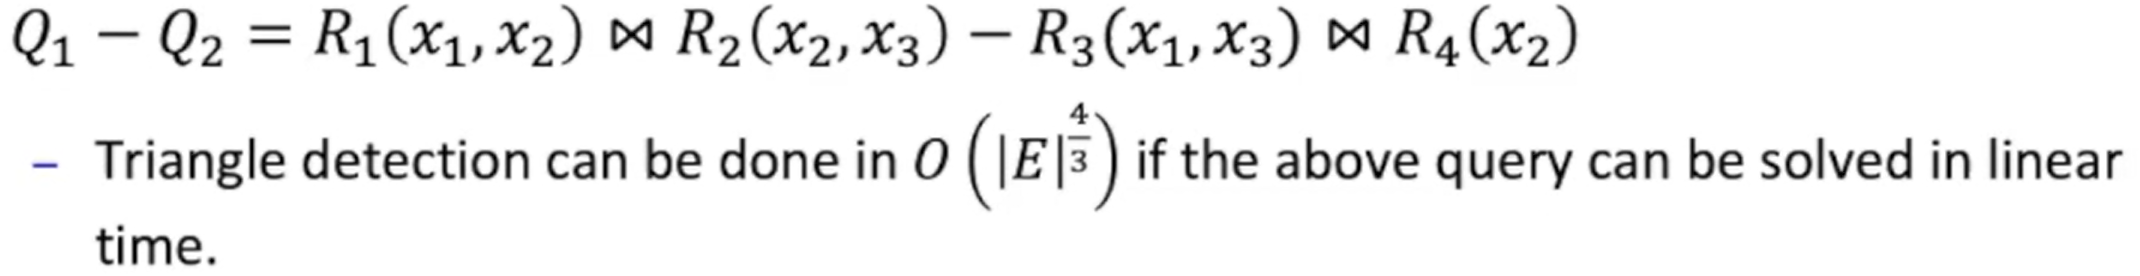 Q₁ − Q₂ = R₁(x₁, x₂) ⋈ R₂(x₂, x₃) − R₃(x₁, x₃) ⋈ R₄(x₂)
– Triangle detection can be done in O(|E|^{4/3}) if the above query can be solved in linear
time.